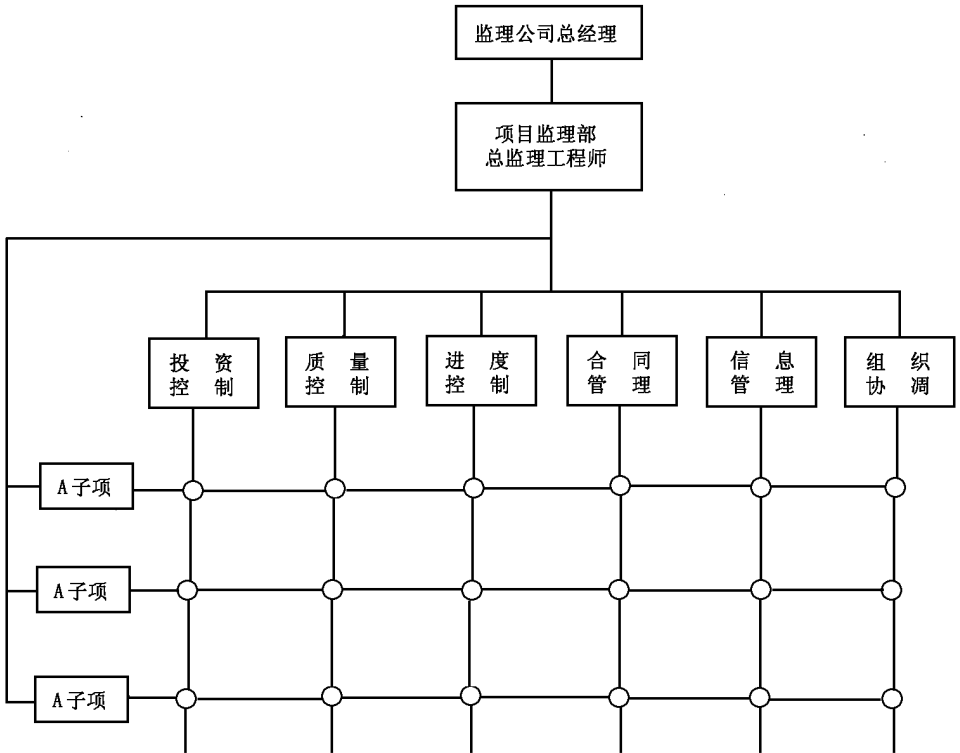 监理公司总经理
项目监理部
总监理工程师
投资 质量 进度 合同 信息 组织
控制 控制 控制 管理 管理 协凋
A子项
A子项
A子项